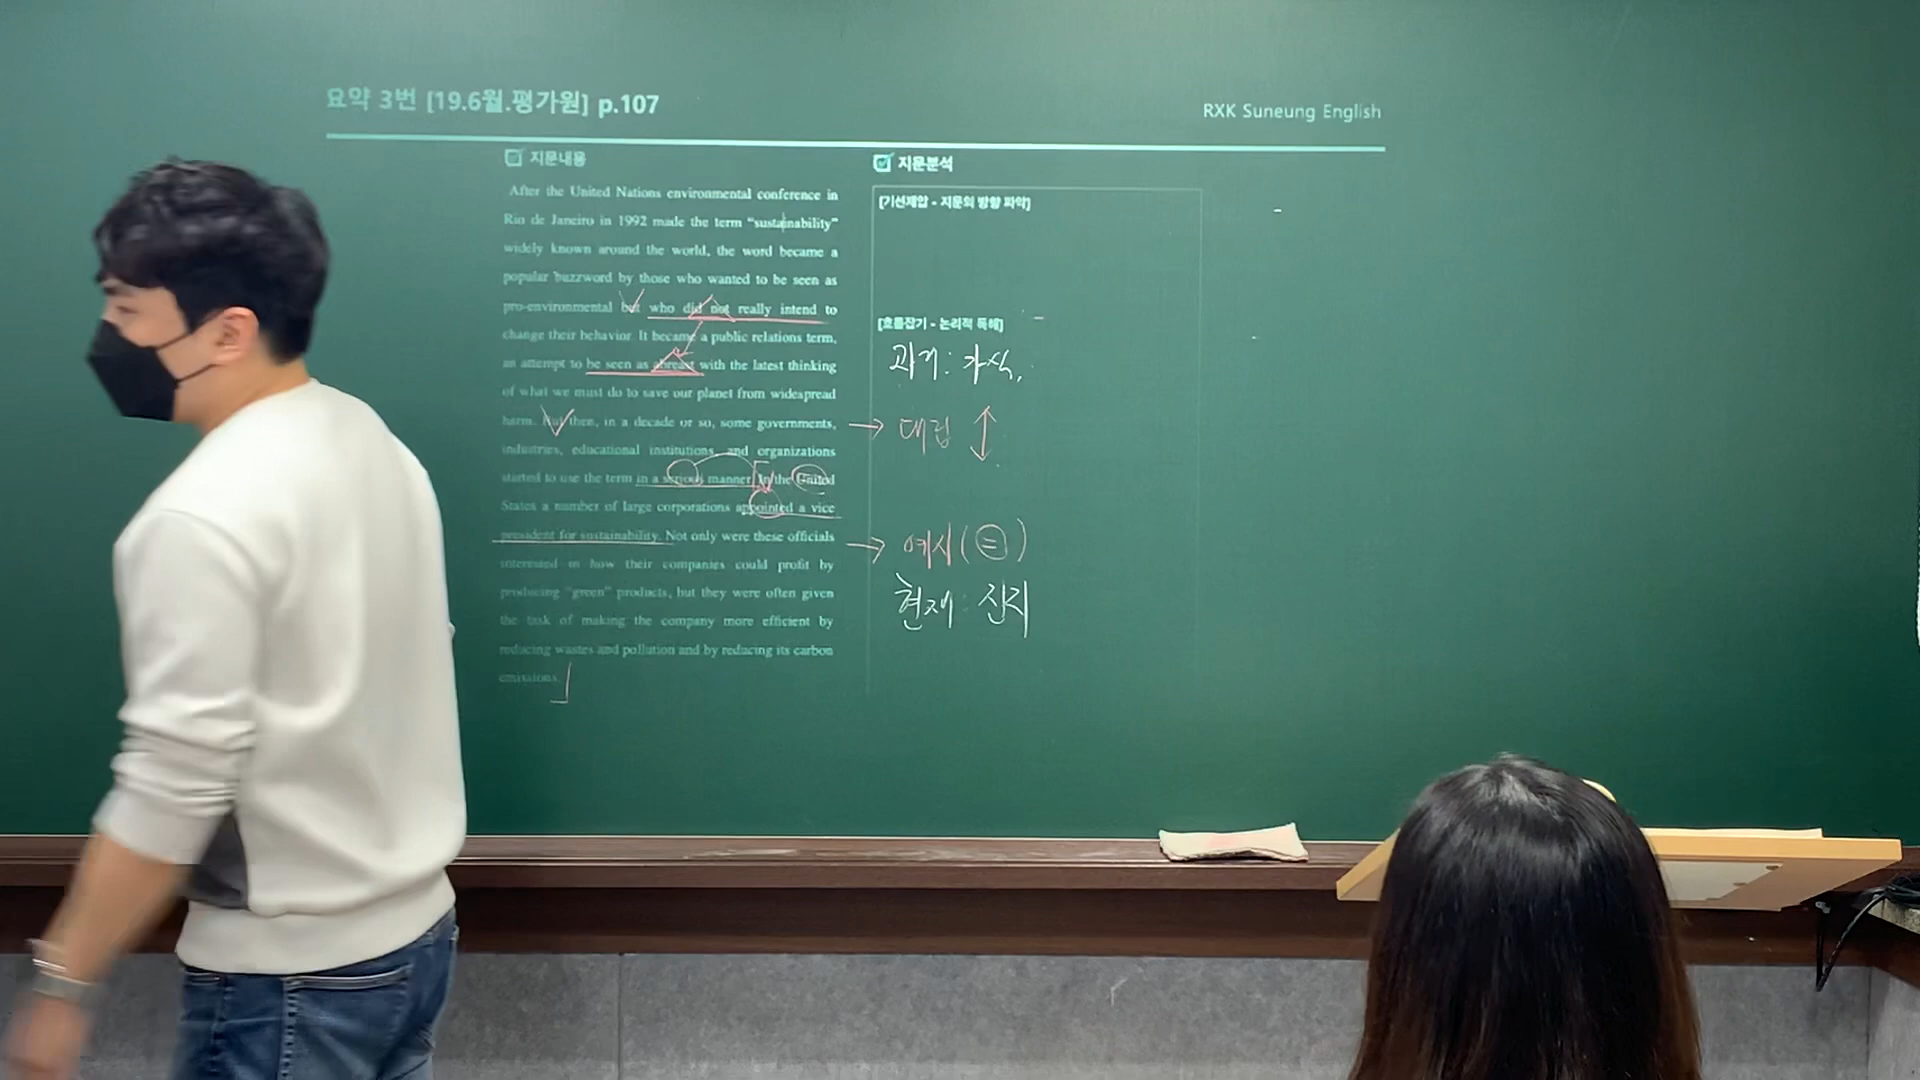 요약 3번 [19.6월.평가원] p.107
RXK Suneung English
지문내용
After the United Nations environmental conference in
Rio de Janeiro in 1992 made the term “sustainability”
widely known around the world, the word became a
popular buzzword by those who wanted to be seen as
pro-environmental but who did not really intend to
change their behavior. It became a public relations term,
an attempt to be seen as abreast with the latest thinking
of what we must do to save our planet from widespread
harm. But then, in a decade or so, some governments,
industries, educational institutions, and organizations
started to use the term in a serious manner. In the United
States a number of large corporations appointed a vice
president for sustainability. Not only were these officials
interested in how their companies could profit by
producing “green” products, but they were often given
the task of making the company more efficient by
reducing wastes and pollution and by reducing its carbon
emissions.
지문분석
[기선제압 - 지문의 방향 파악]
[흐름잡기 - 논리적 독해]
과거: 가식.
→ 대립 ↕
→ 예시(=)
현재: 진지